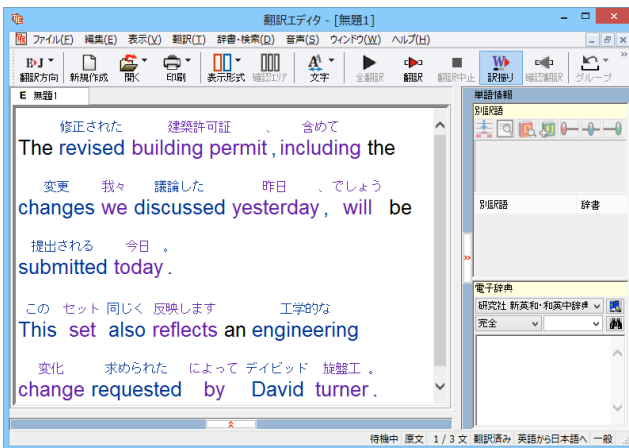 翻訳エディタ - [無題1]
ファイル(F) 編集(E) 表示(V) 翻訳(T) 辞書・検索(D) 音声(S) ウィンドウ(W) ヘルプ(H)
E▸J 文字 W
翻訳方向 新規作成 開く 印刷 表示形式 確認エリア 文字 全翻訳 翻訳 翻訳中止 訳振り 確認翻訳 グループ
E 無題1
単語情報
別訳語
修正された 建築許可証 、 含めて
The revised building permit, including the
変更 我々 議論した 昨日 、でしょう
changes we discussed yesterday, will be
別訳語 辞書
提出される 今日 。
submitted today.
電子辞典
研究社 新英和・和英中辞典
完全
この セット 同じく 反映します 工学的な
This set also reflects an engineering
変化 求められた によって デイビッド 旋盤工 。
change requested by David turner.
待機中 原文 1 / 3 文 翻訳済み 英語から日本語へ 一般